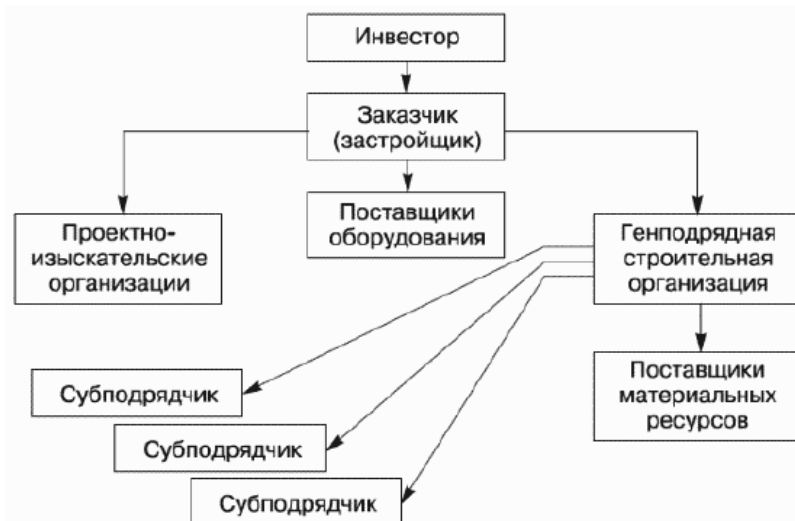 Инвестор
Заказчик
(застройщик)
Проектно-
изыскательские
организации
Поставщики
оборудования
Генподрядная
строительная
организация
Поставщики
материальных
ресурсов
Субподрядчик
Субподрядчик
Субподрядчик